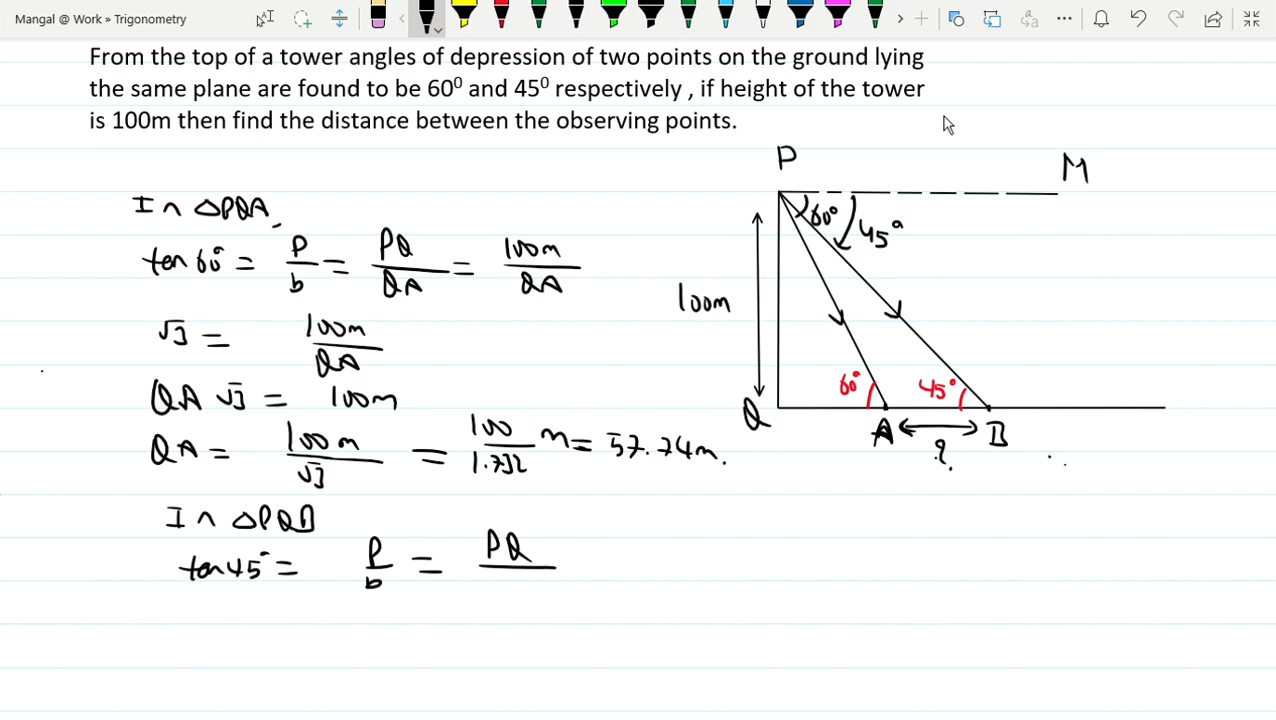 Mangal @ Work » Trigonometry
From the top of a tower angles of depression of two points on the ground lying
the same plane are found to be 60⁰ and 45⁰ respectively , if height of the tower
is 100m then find the distance between the observing points.
In △PQA,
tan 60° = P/b = PQ/QA = 100m/QA
√3 = 100m/QA
QA √3 = 100m
QA = 100m/√3 = 100/1.732 m = 57.74m.
In △PQB
tan 45° = P/b = PQ
P
M
60°
45°
100m
60°
45°
Q
A
B
?